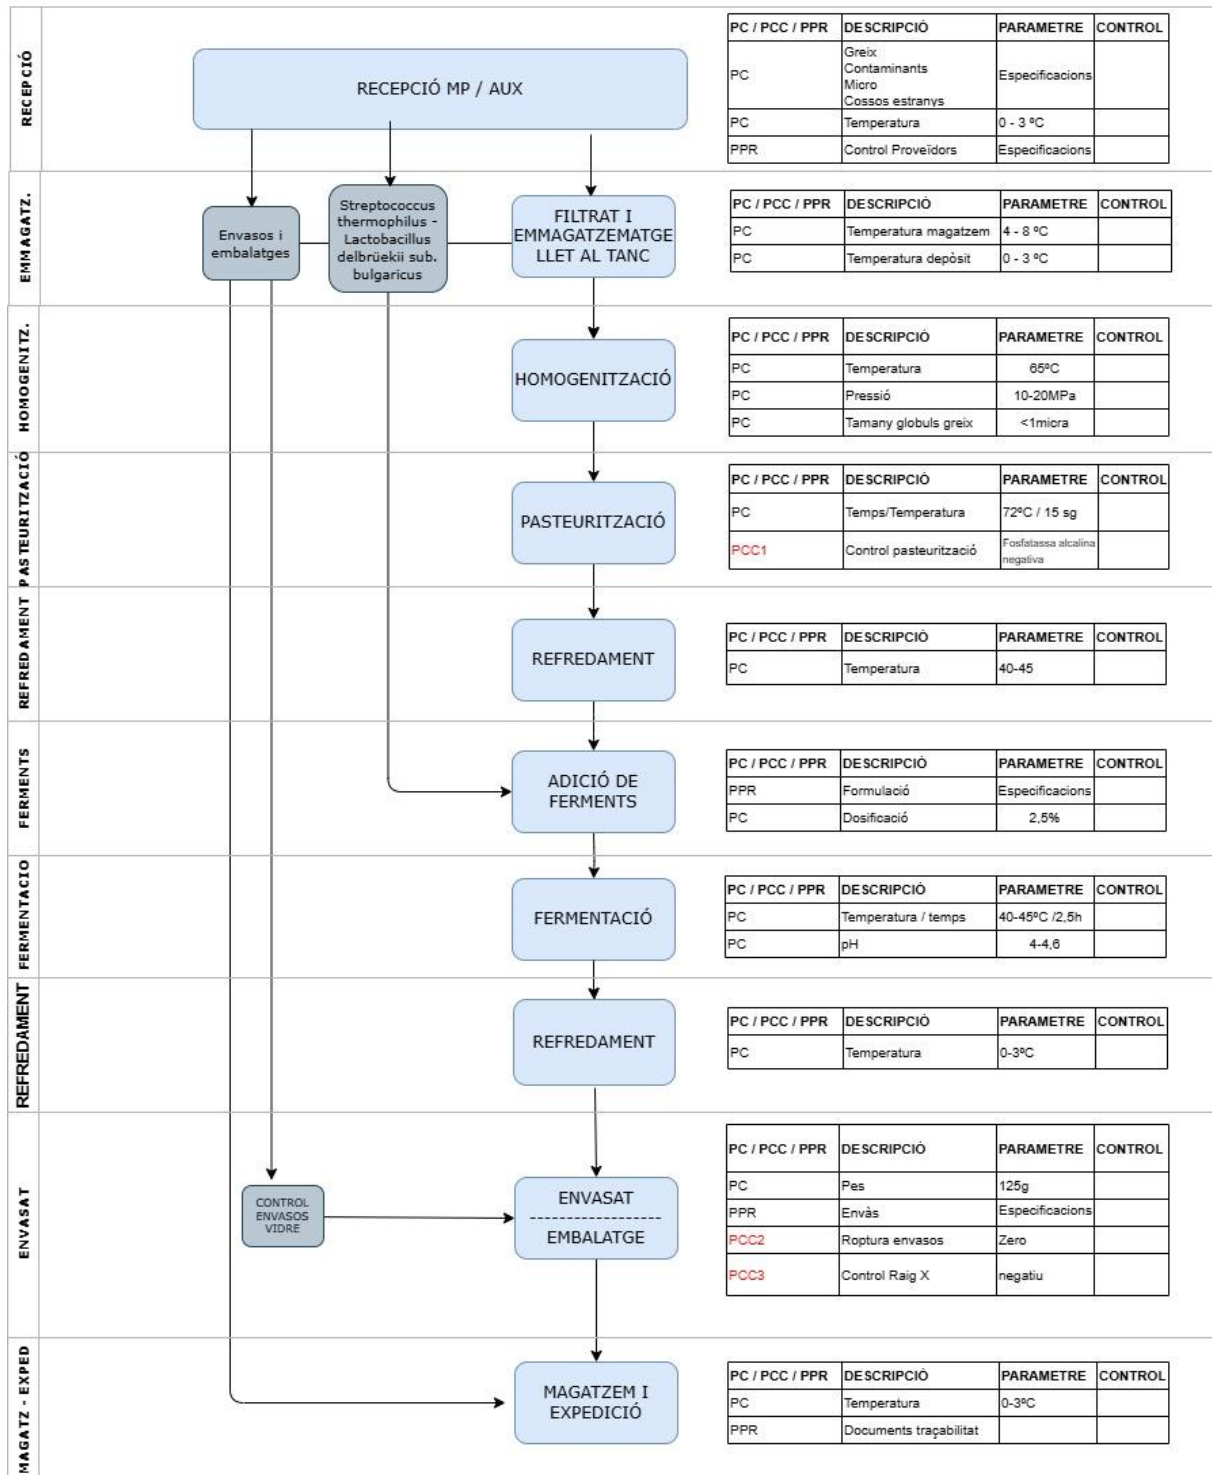 RECEPCIÓ
RECEPCIÓ MP / AUX
PC / PCC / PPR DESCRIPCIÓ PARAMETRE CONTROL
PC Greix
Contaminants
Micro
Cossos estranys
Especificacions
PC Temperatura 0 - 3 ºC
PPR Control Proveïdors Especificacions
EMMAGATZ.
Envasos i
embalatges
Streptococcus
thermophilus -
Lactobacillus
delbrüekii sub.
bulgaricus
FILTRAT I
EMMAGATZEMATGE
LLET AL TANC
PC / PCC / PPR DESCRIPCIÓ PARAMETRE CONTROL
PC Temperatura magatzem 4 - 8 ºC
PC Temperatura depòsit 0 - 3 ºC
HOMOGENITZ.
HOMOGENITZACIÓ
PC / PCC / PPR DESCRIPCIÓ PARAMETRE CONTROL
PC Temperatura 65ºC
PC Pressió 10-20MPa
PC Tamany globuls greix <1micra
PASTEURITZACIÓ
PASTEURITZACIÓ
PC / PCC / PPR DESCRIPCIÓ PARAMETRE CONTROL
PC Temps/Temperatura 72ºC / 15 sg
PCC1 Control pasteurització Fosfatassa alcalina
negativa
REFREDAMENT
REFREDAMENT
PC / PCC / PPR DESCRIPCIÓ PARAMETRE CONTROL
PC Temperatura 40-45
FERMENTS
ADICIÓ DE
FERMENTS
PC / PCC / PPR DESCRIPCIÓ PARAMETRE CONTROL
PPR Formulació Especificacions
PC Dosificació 2,5%
FERMENTACIO
FERMENTACIÓ
PC / PCC / PPR DESCRIPCIÓ PARAMETRE CONTROL
PC Temperatura / temps 40-45ºC /2,5h
PC pH 4-4,6
REFREDAMENT
REFREDAMENT
PC / PCC / PPR DESCRIPCIÓ PARAMETRE CONTROL
PC Temperatura 0-3ºC
ENVASAT
CONTROL
ENVASOS
VIDRE
ENVASAT
EMBALATGE
PC / PCC / PPR DESCRIPCIÓ PARAMETRE CONTROL
PC Pes 125g
PPR Envàs Especificacions
PCC2 Roptura envasos Zero
PCC3 Control Raig X negatiu
MAGATZ - EXPED
MAGATZEM I
EXPEDICIÓ
PC / PCC / PPR DESCRIPCIÓ PARAMETRE CONTROL
PC Temperatura 0-3ºC
PPR Documents traçabilitat